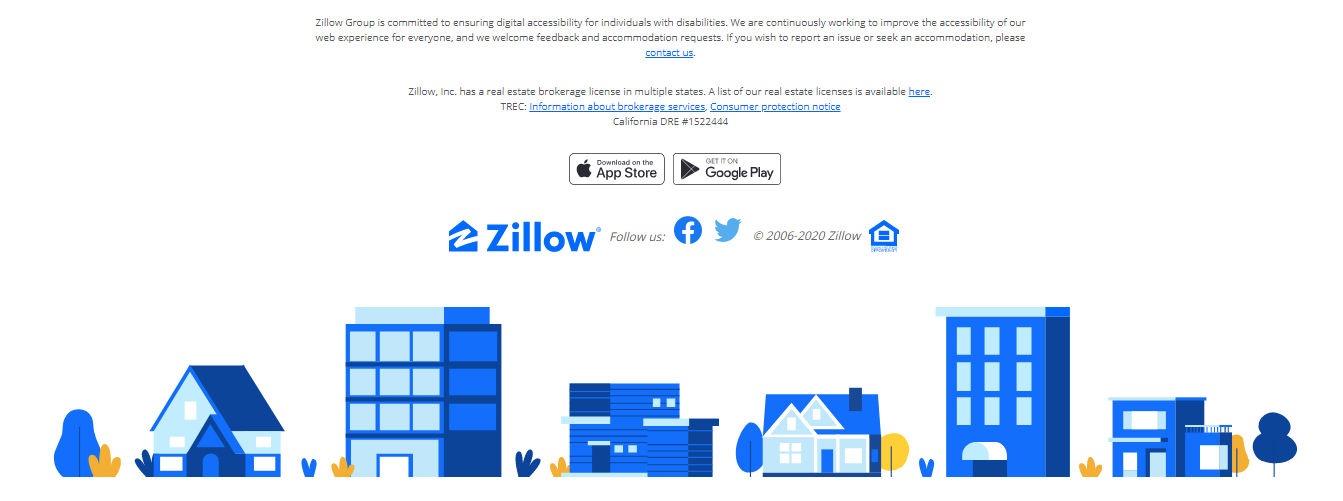 Zillow Group is committed to ensuring digital accessibility for individuals with disabilities. We are continuously working to improve the accessibility of our
web experience for everyone, and we welcome feedback and accommodation requests. If you wish to report an issue or seek an accommodation, please
contact us.
Zillow, Inc. has a real estate brokerage license in multiple states. A list of our real estate licenses is available here.
TREC: Information about brokerage services, Consumer protection notice
California DRE #1522444
Download on the
App Store
GET IT ON
Google Play
Zillow® Follow us: © 2006-2020 Zillow